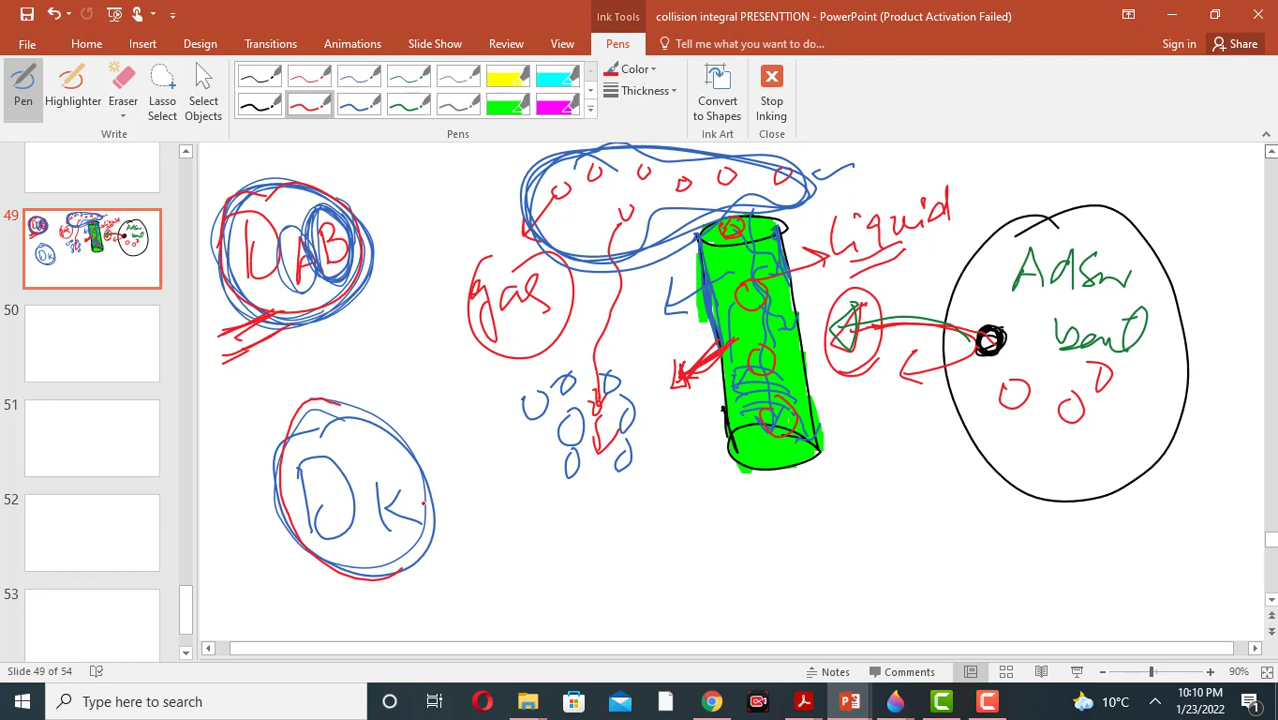 collision integral PRESENTTION - PowerPoint (Product Activation Failed)
Ink Tools
File Home Insert Design Transitions Animations Slide Show Review View Pens Tell me what you want to do... Sign in Share
Pen Highlighter Eraser Lasso Select Select Objects
Write
Pens
Color
Thickness
Convert to Shapes
Ink Art
Stop Inking
Close
49
50
51
52
53
DAB
gas
liquid
Adsor
bent
DK
Slide 49 of 54
Notes
Comments
90%
Type here to search
10°C
10:10 PM
1/23/2022
1